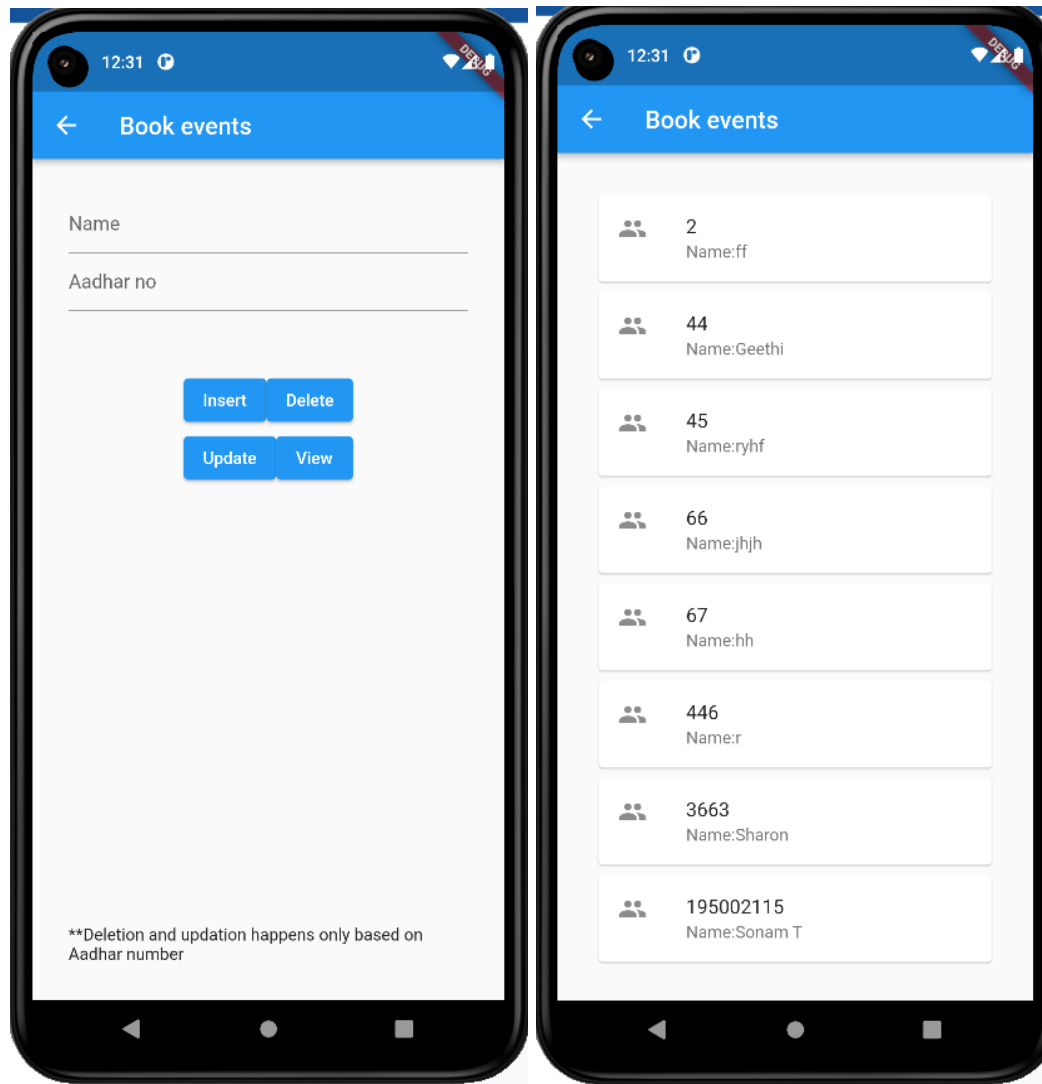 12:31
DEBUG
Book events
Name
Aadhar no
Insert Delete
Update View
**Deletion and updation happens only based on
Aadhar number
12:31
DEBUG
Book events
2
Name:ff
44
Name:Geethi
45
Name:ryhf
66
Name:jhjh
67
Name:hh
446
Name:r
3663
Name:Sharon
195002115
Name:Sonam T